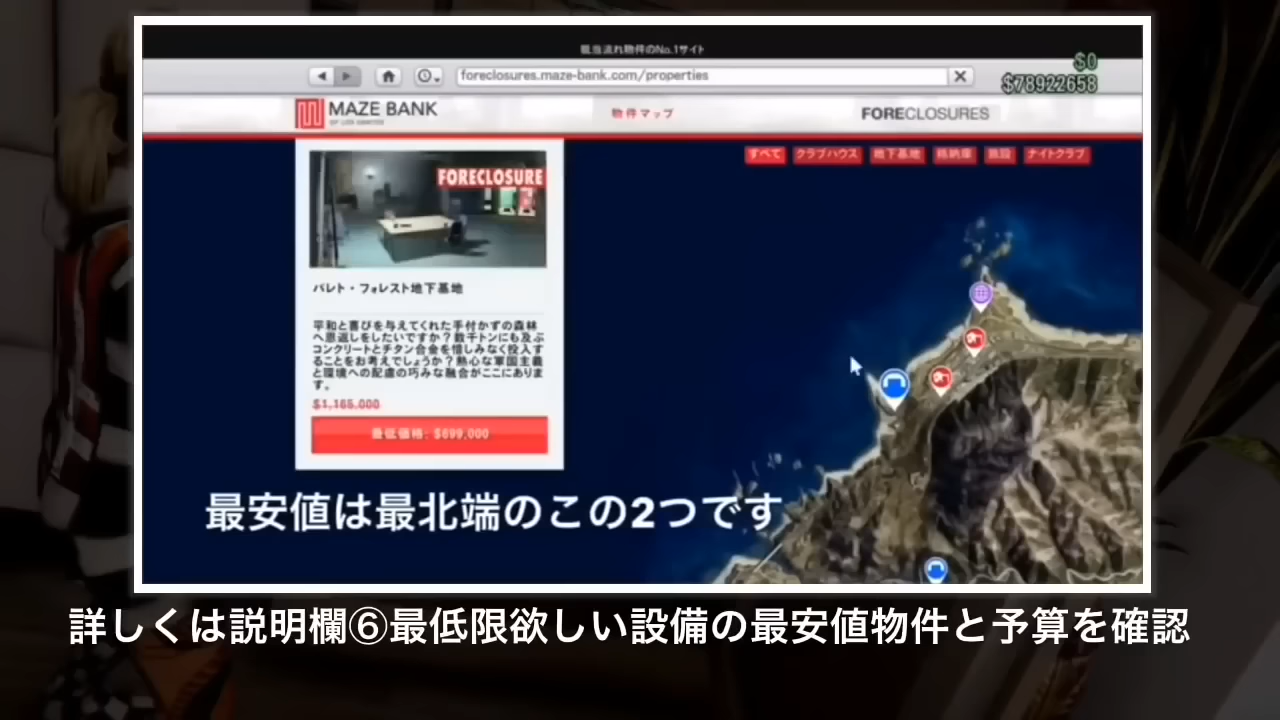 抵当流れ物件のNo.1サイト
foreclosures.maze-bank.com/properties
$0
$78922658
MAZE BANK
OF LOS SANTOS
物件マップ
FORECLOSURES
すべて
クラブハウス
地下基地
格納庫
施設
ナイトクラブ
FORECLOSURE
パレト・フォレスト地下基地
平和と喜びを与えてくれた手付かずの森林
へ恩返しをしたいですか？数千トンにも及ぶ
コンクリートとチタン合金を惜しみなく投入す
ることをお考えでしょうか？熱心な軍国主義
と環境への配慮の巧みな融合がここにありま
す。
$1,165,000
最低価格: $699,000
最安値は最北端のこの2つです
詳しくは説明欄⑥最低限欲しい設備の最安値物件と予算を確認